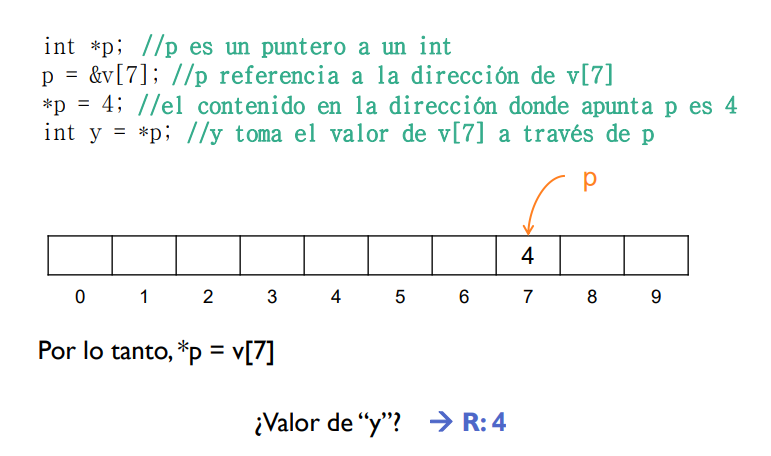 int *p; //p es un puntero a un int
p = &v[7]; //p referencia a la dirección de v[7]
*p = 4; //el contenido en la dirección donde apunta p es 4
int y = *p; //y toma el valor de v[7] a través de p
p
4
0 1 2 3 4 5 6 7 8 9
Por lo tanto, *p = v[7]
¿Valor de “y”? → R: 4